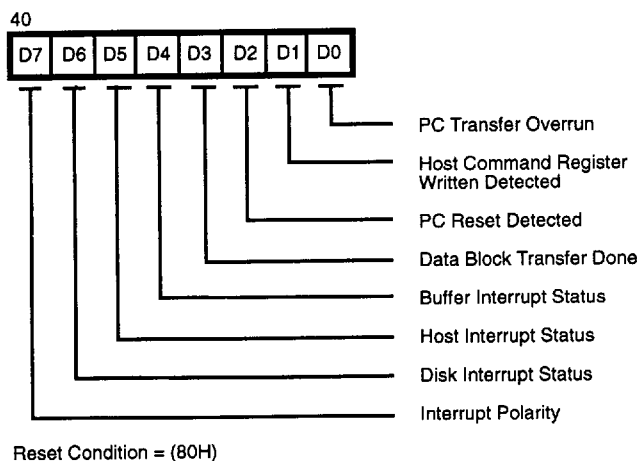 40
D7 D6 D5 D4 D3 D2 D1 D0
PC Transfer Overrun
Host Command Register
Written Detected
PC Reset Detected
Data Block Transfer Done
Buffer Interrupt Status
Host Interrupt Status
Disk Interrupt Status
Interrupt Polarity
Reset Condition = (80H)